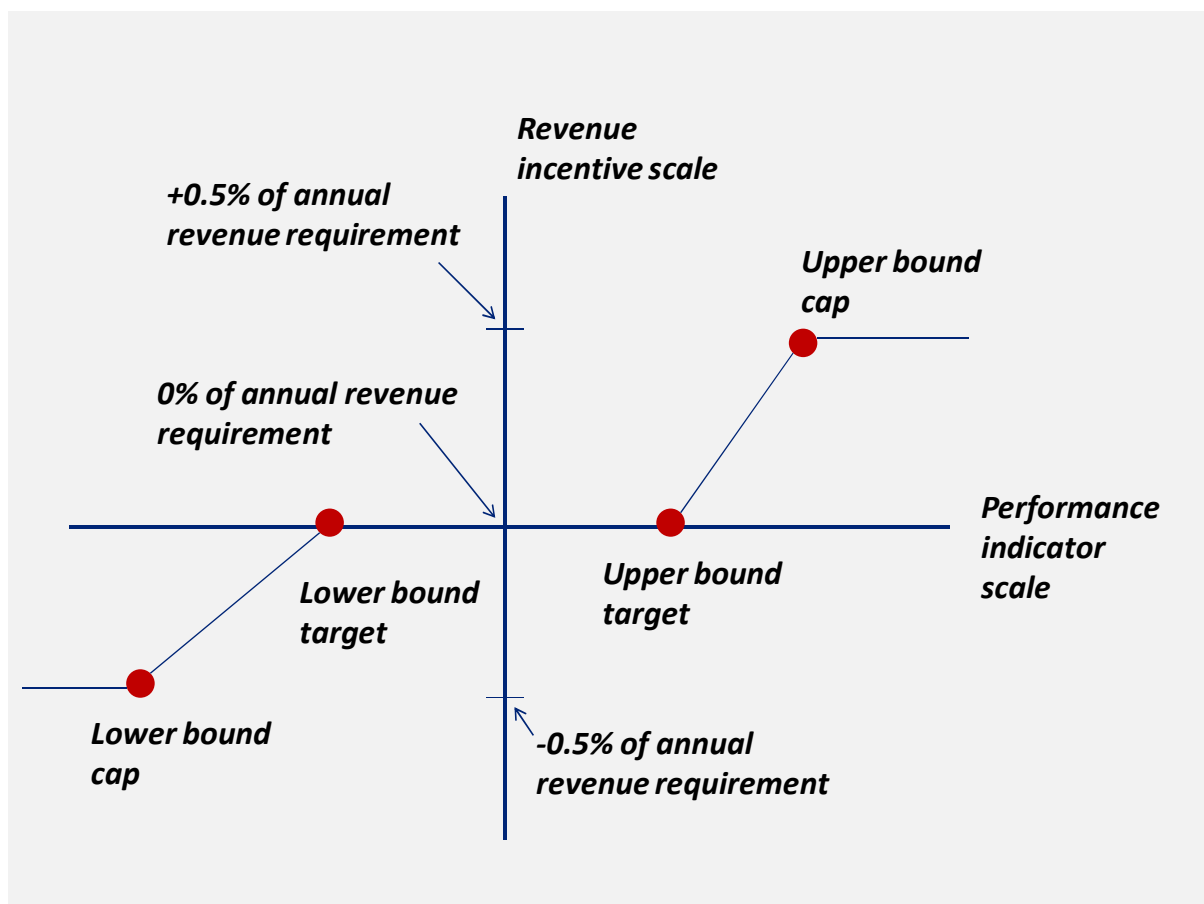 Revenue
incentive scale
+0.5% of annual
revenue requirement
Upper bound
cap
0% of annual revenue
requirement
Performance
indicator
scale
Lower bound
target
Upper bound
target
Lower bound
cap
-0.5% of annual
revenue requirement